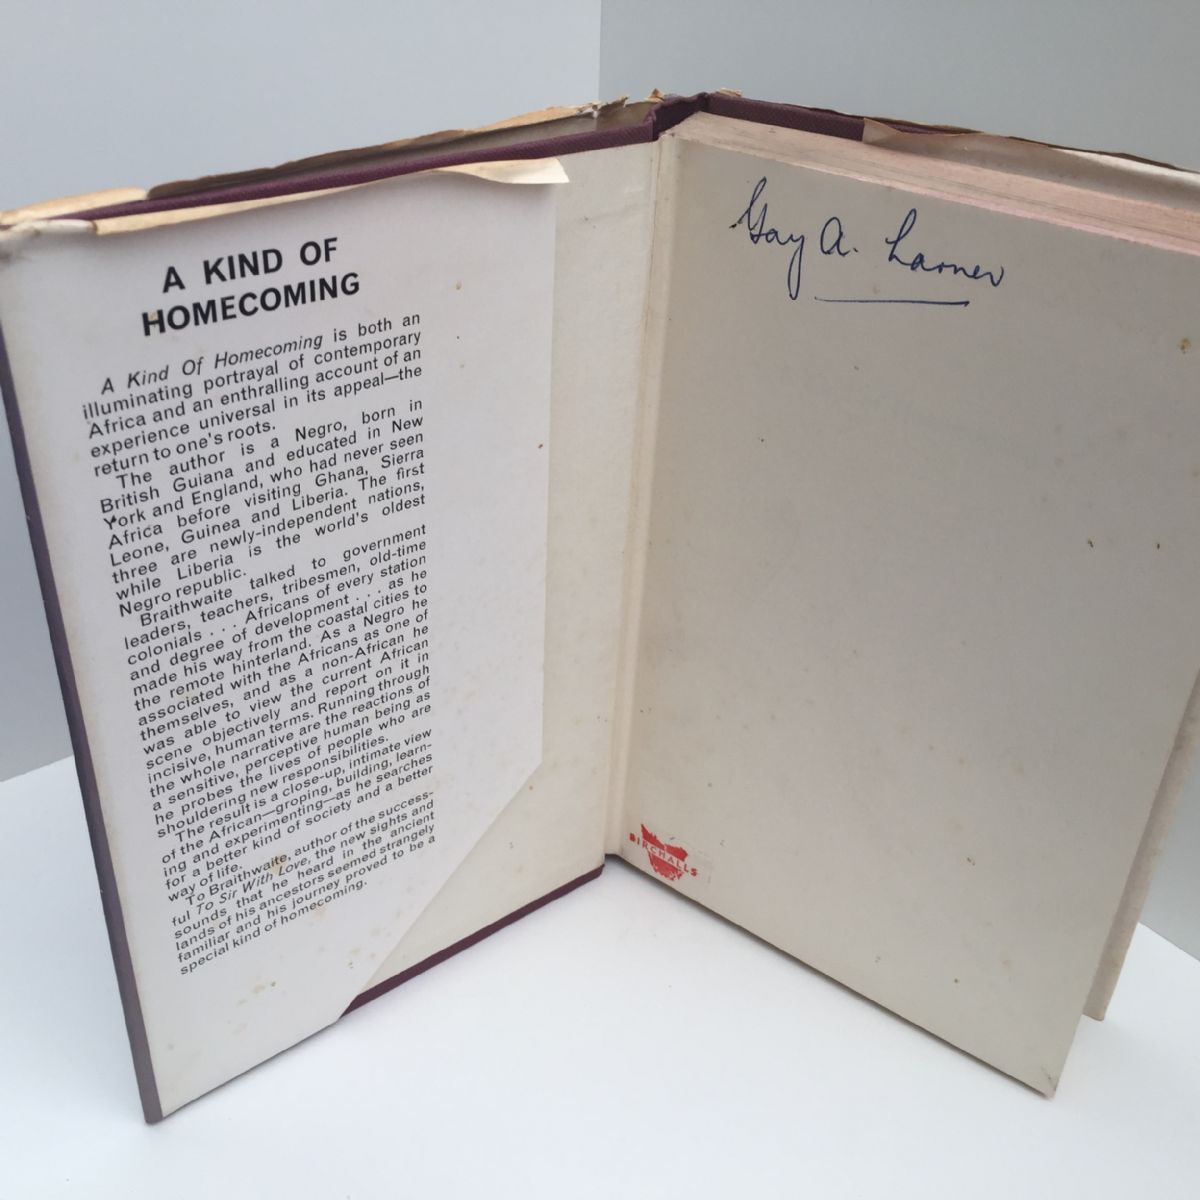 A KIND OF
HOMECOMING
A Kind Of Homecoming is both an
illuminating portrayal of contemporary
Africa and an enthralling account of an
experience universal in its appeal—the
return to one's roots.
The author is a Negro, born in
British Guiana and educated in New
York and England, who had never seen
Africa before visiting Ghana, Sierra
Leone, Guinea and Liberia. The first
three are newly-independent nations,
while Liberia is the world's oldest
Negro republic.
Braithwaite talked to government
leaders, teachers, tribesmen, old-time
colonials . . . Africans of every station
and degree of development . . . as he
made his way from the coastal cities to
the remote hinterland. As a Negro he
associated with the Africans as one of
themselves, and as a non-African he
was able to view the current African
scene objectively and report on it in
incisive, human terms. Running through
the whole narrative are the reactions of
a sensitive, perceptive human being as
he probes the lives of people who are
shouldering new responsibilities.
The result is a close-up, intimate view
of the African—groping, building, learn-
ing and experimenting—as he searches
for a better kind of society and a better
way of life.
To Braithwaite, author of the success-
ful To Sir With Love, the new sights and
sounds that he heard in the ancient
lands of his ancestors seemed strangely
familiar and his journey proved to be a
special kind of homecoming.
Gay A. Larner
BIRCHALLS